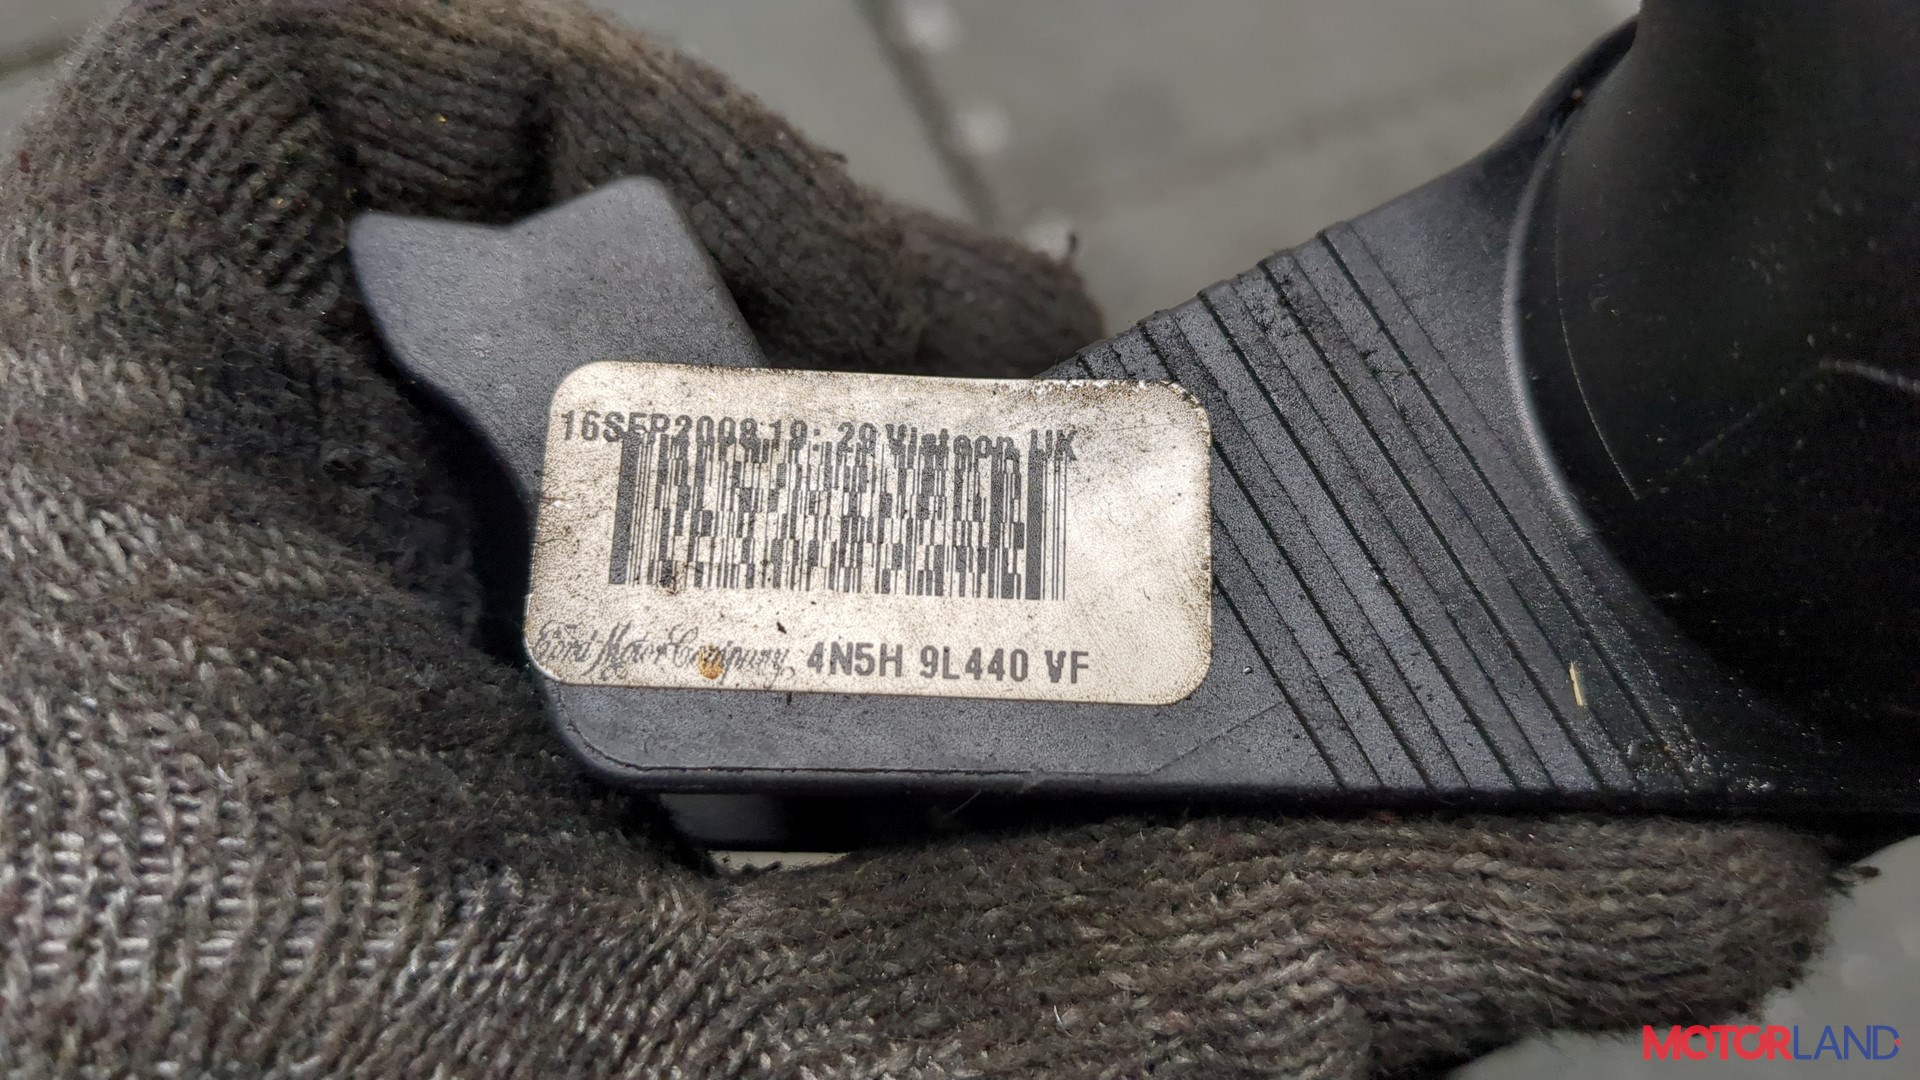 16SEP2008 19:29 Visteon UK
Ford Motor Company 4N5H 9L440 VF
MOTORLAND